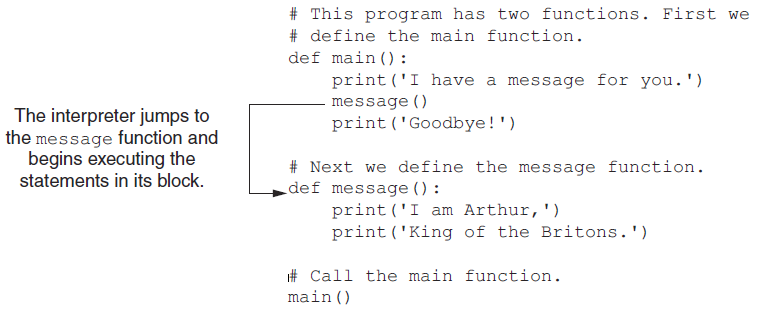 The interpreter jumps to
the message function and
begins executing the
statements in its block.
# This program has two functions. First we
# define the main function.
def main():
    print('I have a message for you.')
    message()
    print('Goodbye!')
# Next we define the message function.
def message():
    print('I am Arthur,')
    print('King of the Britons.')
# Call the main function.
main()